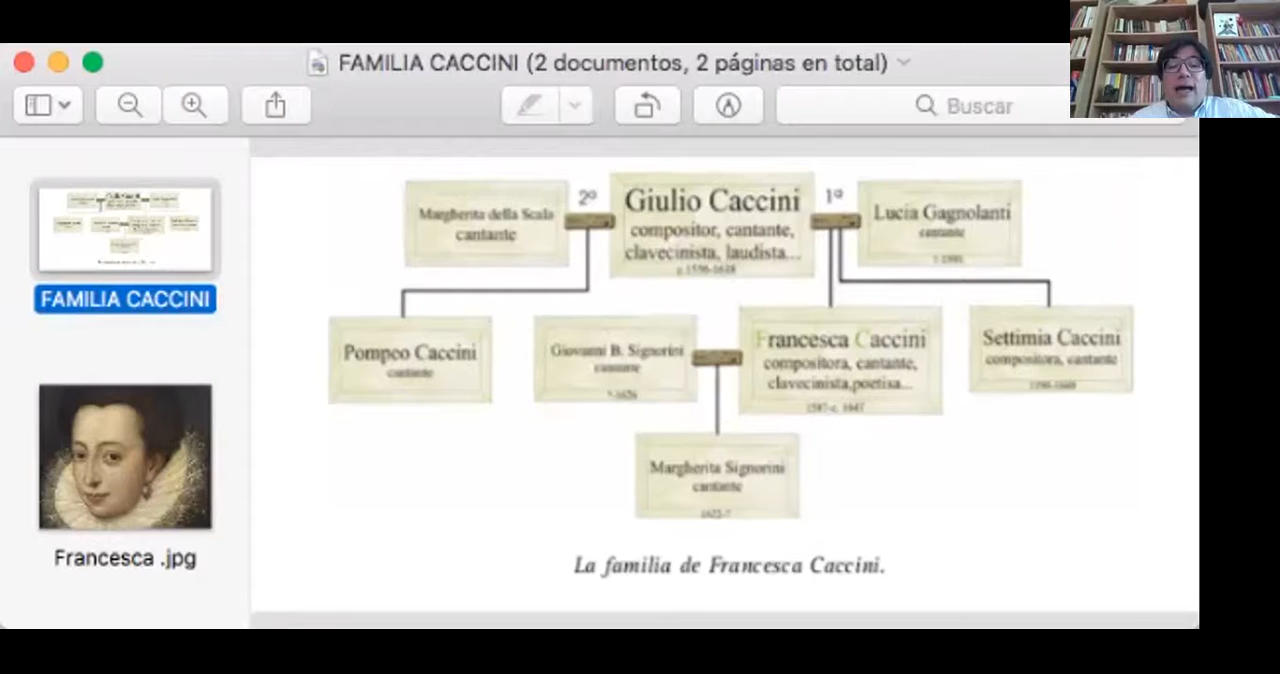 FAMILIA CACCINI (2 documentos, 2 páginas en total)
Buscar
FAMILIA CACCINI
Francesca .jpg
Margherita della Scala
cantante
2º
Giulio Caccini
compositor, cantante,
clavecinista, laudista...
1º
Lucia Gagnolanti
cantante
Pompeo Caccini
cantante
Giovanni B. Signorini
cantante
Francesca Caccini
compositora, cantante,
clavecinista,poetisa...
Settimia Caccini
compositora, cantante
Margherita Signorini
cantante
La familia de Francesca Caccini.